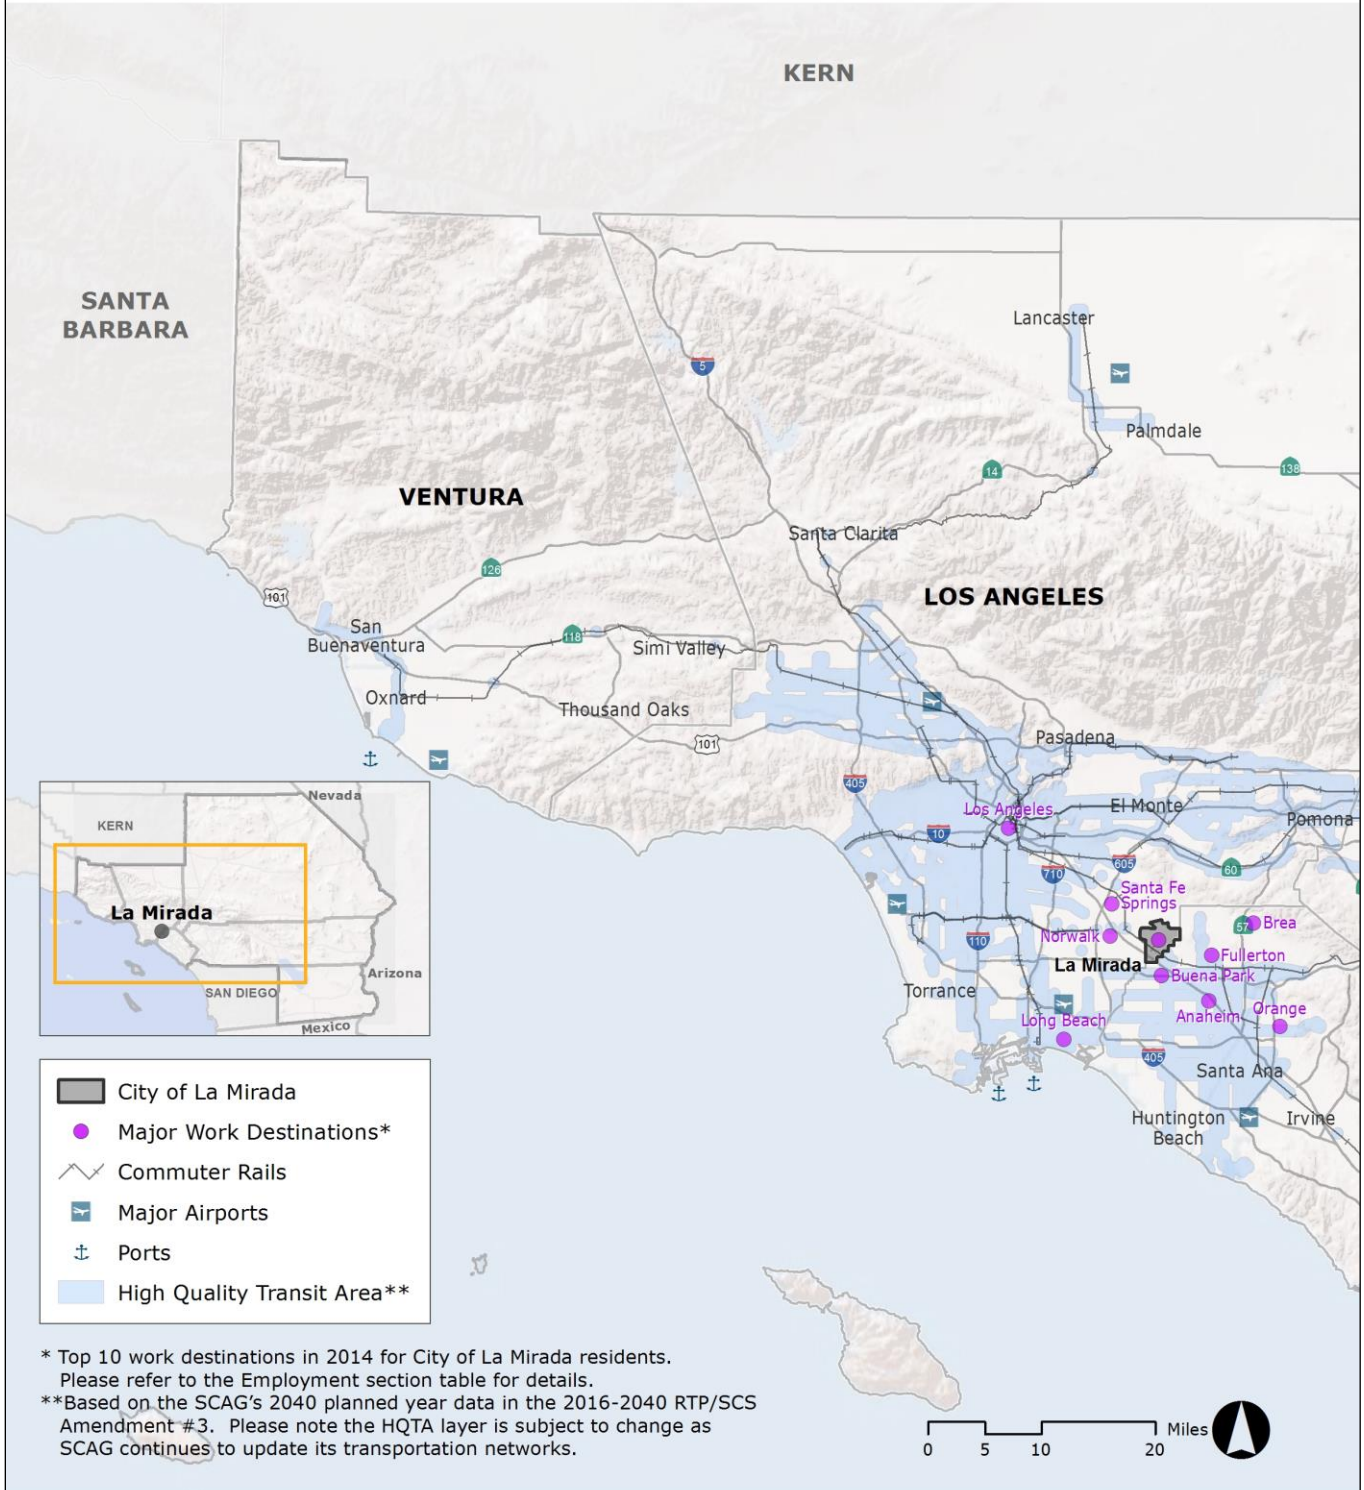 KERN
SANTA
BARBARA
Lancaster
5
Palmdale
14
138
VENTURA
Santa Clarita
126
LOS ANGELES
101
San
Buenaventura
118
Simi Valley
Oxnard
Thousand Oaks
101
Pasadena
405
Los Angeles
El Monte
Pomona
10
710
605
60
Santa Fe
Springs
57
Brea
110
Norwalk
La Mirada
Fullerton
Buena Park
Torrance
Long Beach
Anaheim
Orange
405
Santa Ana
Huntington
Beach
Irvine
Nevada
KERN
La Mirada
Arizona
SAN DIEGO
Mexico
City of La Mirada
Major Work Destinations*
Commuter Rails
Major Airports
Ports
High Quality Transit Area**
* Top 10 work destinations in 2014 for City of La Mirada residents.
Please refer to the Employment section table for details.
**Based on the SCAG's 2040 planned year data in the 2016-2040 RTP/SCS
Amendment #3. Please note the HQTA layer is subject to change as
SCAG continues to update its transportation networks.
Miles
0 5 10 20